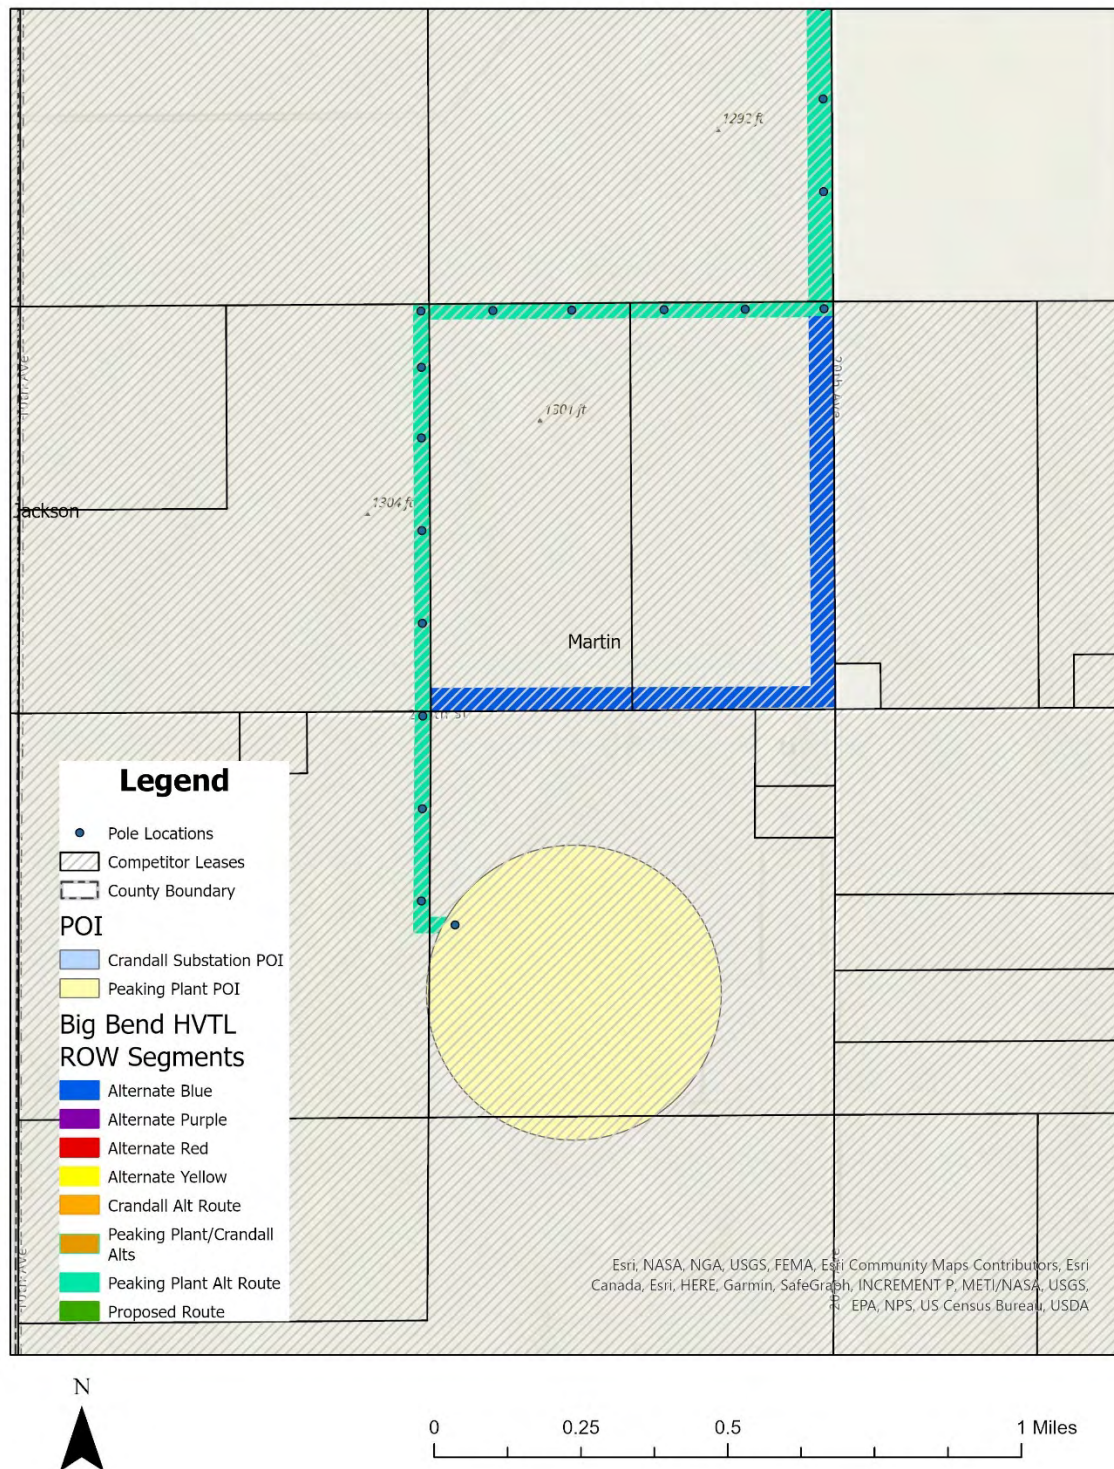 1292 ft
20th Ave
1301 ft
1304 ft
Jackson
Martin
Legend
Pole Locations
Competitor Leases
County Boundary
POI
Crandall Substation POI
Peaking Plant POI
Big Bend HVTL
ROW Segments
Alternate Blue
Alternate Purple
Alternate Red
Alternate Yellow
Crandall Alt Route
Peaking Plant/Crandall
Alts
Peaking Plant Alt Route
Proposed Route
Esri, NASA, NGA, USGS, FEMA, Esri Community Maps Contributors, Esri
Canada, Esri, HERE, Garmin, SafeGraph, INCREMENT P, METI/NASA, USGS,
EPA, NPS, US Census Bureau, USDA
N
0 0.25 0.5 1 Miles